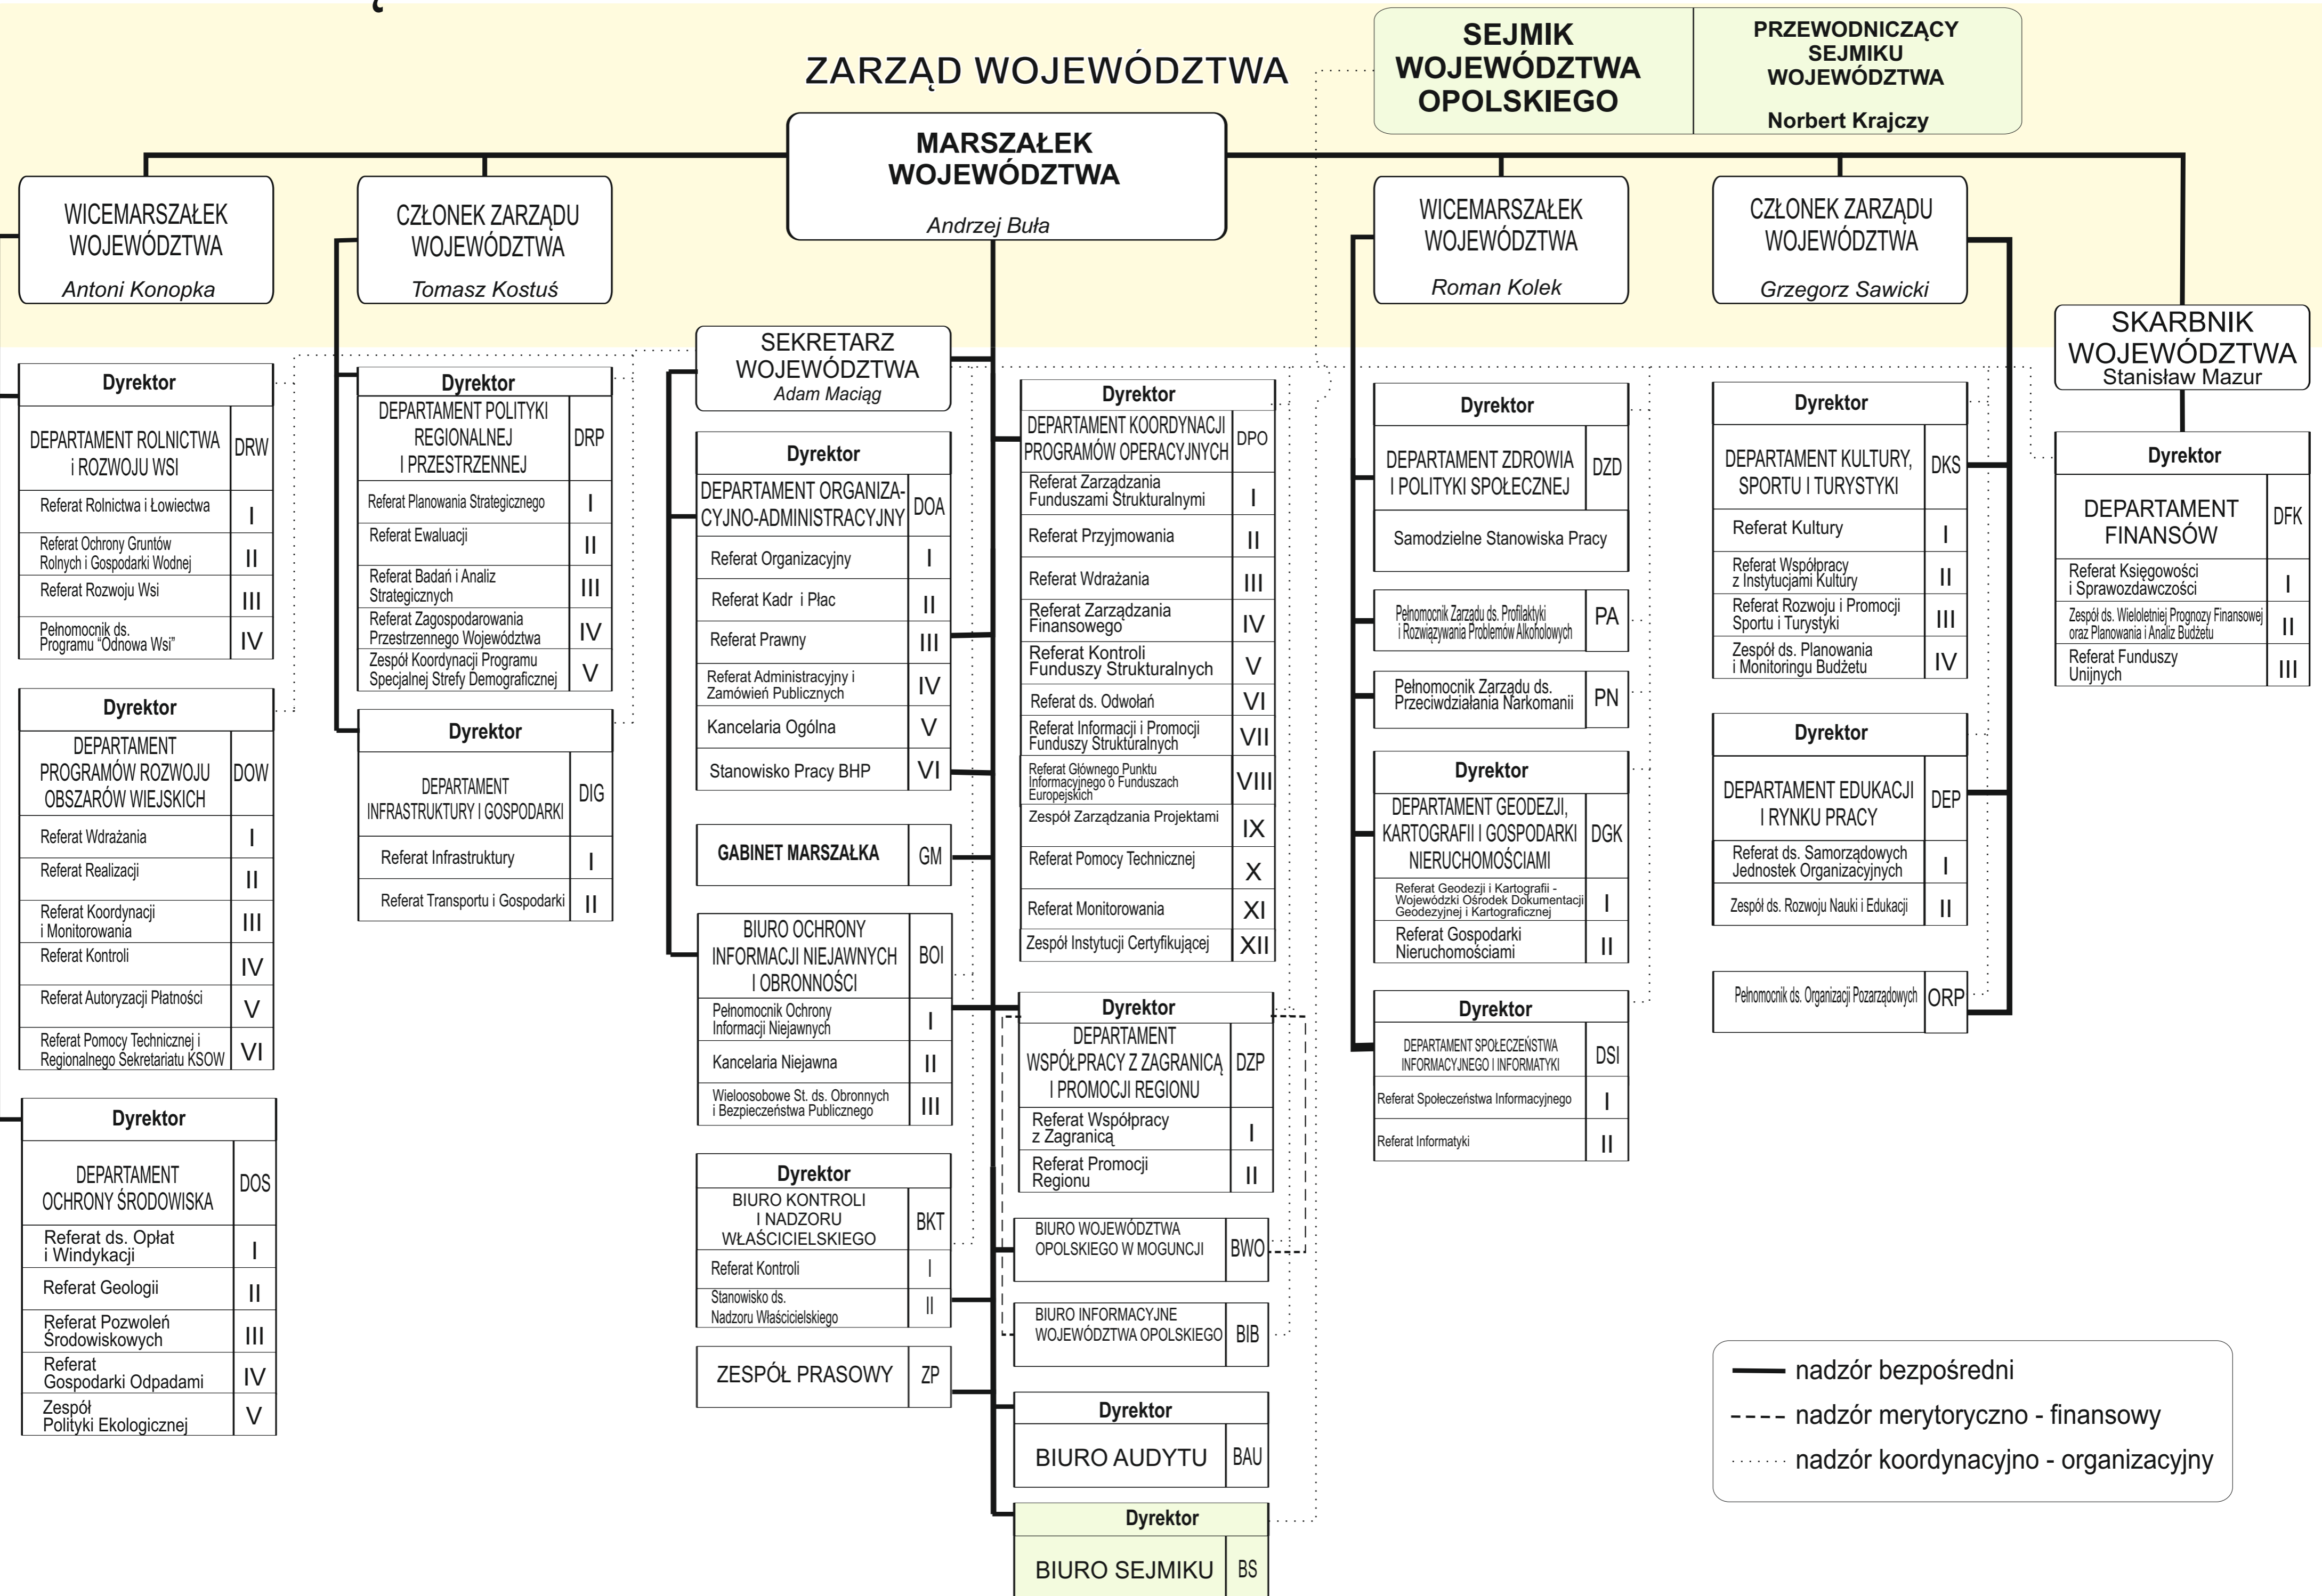 ZARZĄD WOJEWÓDZTWA
SEJMIK
WOJEWÓDZTWA
OPOLSKIEGO
PRZEWODNICZĄCY
SEJMIKU
WOJEWÓDZTWA
Norbert Krajczy
MARSZAŁEK
WOJEWÓDZTWA
Andrzej Buła
WICEMARSZAŁEK
WOJEWÓDZTWA
Antoni Konopka
CZŁONEK ZARZĄDU
WOJEWÓDZTWA
Tomasz Kostuś
WICEMARSZAŁEK
WOJEWÓDZTWA
Roman Kolek
CZŁONEK ZARZĄDU
WOJEWÓDZTWA
Grzegorz Sawicki
SEKRETARZ
WOJEWÓDZTWA
Adam Maciąg
SKARBNIK
WOJEWÓDZTWA
Stanisław Mazur
Dyrektor
DEPARTAMENT ROLNICTWA
i ROZWOJU WSI
DRW
Referat Rolnictwa i Łowiectwa
I
Referat Ochrony Gruntów
Rolnych i Gospodarki Wodnej
II
Referat Rozwoju Wsi
III
Pełnomocnik ds.
Programu “Odnowa Wsi”
IV
Dyrektor
DEPARTAMENT
PROGRAMÓW ROZWOJU
OBSZARÓW WIEJSKICH
DOW
Referat Wdrażania
I
Referat Realizacji
II
Referat Koordynacji
i Monitorowania
III
Referat Kontroli
IV
Referat Autoryzacji Płatności
V
Referat Pomocy Technicznej i
Regionalnego Sekretariatu KSOW
VI
Dyrektor
DEPARTAMENT
OCHRONY ŚRODOWISKA
DOS
Referat ds. Opłat
i Windykacji
I
Referat Geologii
II
Referat Pozwoleń
Środowiskowych
III
Referat
Gospodarki Odpadami
IV
Zespół
Polityki Ekologicznej
V
Dyrektor
DEPARTAMENT POLITYKI
REGIONALNEJ
I PRZESTRZENNEJ
DRP
Referat Planowania Strategicznego
I
Referat Ewaluacji
II
Referat Badań i Analiz
Strategicznych
III
Referat Zagospodarowania
Przestrzennego Województwa
IV
Zespół Koordynacji Programu
Specjalnej Strefy Demograficznej
V
Dyrektor
DEPARTAMENT
INFRASTRUKTURY I GOSPODARKI
DIG
Referat Infrastruktury
I
Referat Transportu i Gospodarki
II
Dyrektor
DEPARTAMENT ORGANIZA-
CYJNO-ADMINISTRACYJNY
DOA
Referat Organizacyjny
I
Referat Kadr i Płac
II
Referat Prawny
III
Referat Administracyjny i
Zamówień Publicznych
IV
Kancelaria Ogólna
V
Stanowisko Pracy BHP
VI
GABINET MARSZAŁKA
GM
BIURO OCHRONY
INFORMACJI NIEJAWNYCH
I OBRONNOŚCI
BOI
Pełnomocnik Ochrony
Informacji Niejawnych
I
Kancelaria Niejawna
II
Wieloosobowe St. ds. Obronnych
i Bezpieczeństwa Publicznego
III
Dyrektor
BIURO KONTROLI
I NADZORU
WŁAŚCICIELSKIEGO
BKT
Referat Kontroli
I
Stanowisko ds.
Nadzoru Właścicielskiego
II
ZESPÓŁ PRASOWY
ZP
Dyrektor
DEPARTAMENT KOORDYNACJI
PROGRAMÓW OPERACYJNYCH
DPO
Referat Zarządzania
Funduszami Strukturalnymi
I
Referat Przyjmowania
II
Referat Wdrażania
III
Referat Zarządzania
Finansowego
IV
Referat Kontroli
Funduszy Strukturalnych
V
Referat ds. Odwołań
VI
Referat Informacji i Promocji
Funduszy Strukturalnych
VII
Referat Głównego Punktu
Informacyjnego o Funduszach
Europejskich
VIII
Zespół Zarządzania Projektami
IX
Referat Pomocy Technicznej
X
Referat Monitorowania
XI
Zespół Instytucji Certyfikującej
XII
Dyrektor
DEPARTAMENT
WSPÓŁPRACY Z ZAGRANICĄ
I PROMOCJI REGIONU
DZP
Referat Współpracy
z Zagranicą
I
Referat Promocji
Regionu
II
BIURO WOJEWÓDZTWA
OPOLSKIEGO W MOGUNCJI
BWO
BIURO INFORMACYJNE
WOJEWÓDZTWA OPOLSKIEGO
BIB
Dyrektor
BIURO AUDYTU
BAU
Dyrektor
BIURO SEJMIKU
BS
Dyrektor
DEPARTAMENT ZDROWIA
I POLITYKI SPOŁECZNEJ
DZD
Samodzielne Stanowiska Pracy
Pełnomocnik Zarządu ds. Profilaktyki
i Rozwiązywania Problemów Alkoholowych
PA
Pełnomocnik Zarządu ds.
Przeciwdziałania Narkomanii
PN
Dyrektor
DEPARTAMENT GEODEZJI,
KARTOGRAFII I GOSPODARKI
NIERUCHOMOŚCIAMI
DGK
Referat Geodezji i Kartografii -
Wojewódzki Ośrodek Dokumentacji
Geodezyjnej i Kartograficznej
I
Referat Gospodarki
Nieruchomościami
II
Dyrektor
DEPARTAMENT SPOŁECZEŃSTWA
INFORMACYJNEGO I INFORMATYKI
DSI
Referat Społeczeństwa Informacyjnego
I
Referat Informatyki
II
Dyrektor
DEPARTAMENT KULTURY,
SPORTU I TURYSTYKI
DKS
Referat Kultury
I
Referat Współpracy
z Instytucjami Kultury
II
Referat Rozwoju i Promocji
Sportu i Turystyki
III
Zespół ds. Planowania
i Monitoringu Budżetu
IV
Dyrektor
DEPARTAMENT EDUKACJI
I RYNKU PRACY
DEP
Referat ds. Samorządowych
Jednostek Organizacyjnych
I
Zespół ds. Rozwoju Nauki i Edukacji
II
Pełnomocnik ds. Organizacji Pozarządowych
ORP
Dyrektor
DEPARTAMENT
FINANSÓW
DFK
Referat Księgowości
i Sprawozdawczości
I
Zespół ds. Wieloletniej Prognozy Finansowej
oraz Planowania i Analiz Budżetu
II
Referat Funduszy
Unijnych
III
nadzór bezpośredni
nadzór merytoryczno - finansowy
nadzór koordynacyjno - organizacyjny